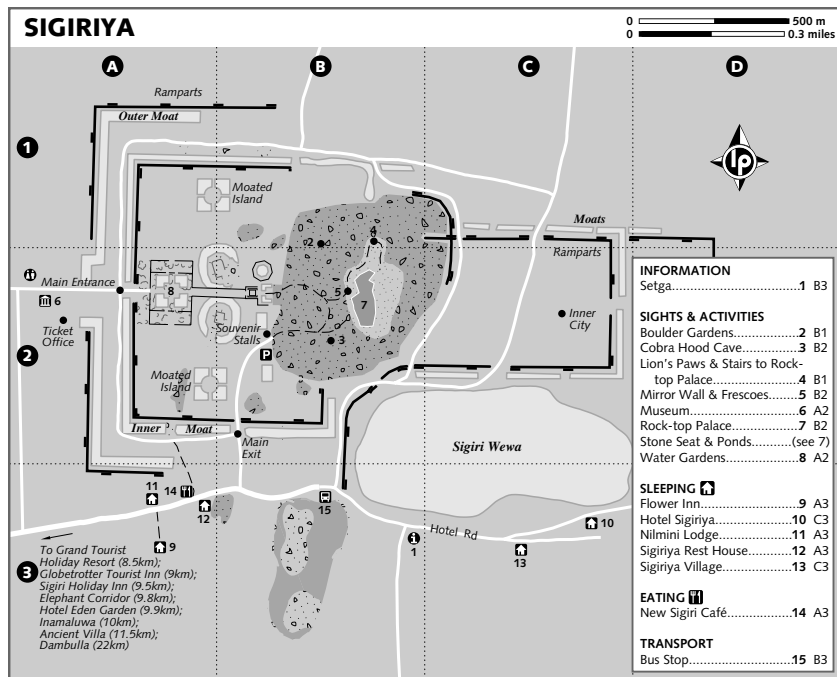 SIGIRIYA
0 500 m
0 0.3 miles
A
B
C
D
1
2
3
lp
Ramparts
Outer Moat
Moated
Island
2
4
Moats
Ramparts
Main Entrance
6
8
5
7
Ticket
Office
Souvenir
Stalls
P
3
Inner
City
Moated
Island
Inner Moat
Main
Exit
Sigiri Wewa
11
14
12
15
Hotel Rd
10
9
1
13
To Grand Tourist
Holiday Resort (8.5km);
Globetrotter Tourist Inn (9km);
Sigiri Holiday Inn (9.5km);
Elephant Corridor (9.8km);
Hotel Eden Garden (9.9km);
Inamaluwa (10km);
Ancient Villa (11.5km);
Dambulla (22km)
INFORMATION
Setga.............................1 B3
SIGHTS & ACTIVITIES
Boulder Gardens................2 B1
Cobra Hood Cave...............3 B2
Lion's Paws & Stairs to Rock-
top Palace.....................4 B1
Mirror Wall & Frescoes........5 B2
Museum.........................6 A2
Rock-top Palace................7 B2
Stone Seat & Ponds.......(see 7)
Water Gardens..................8 A2
SLEEPING
Flower Inn.......................9 A3
Hotel Sigiriya...................10 C3
Nilmini Lodge..................11 A3
Sigiriya Rest House...........12 A3
Sigiriya Village.................13 C3
EATING
New Sigiri Café................14 A3
TRANSPORT
Bus Stop........................15 B3